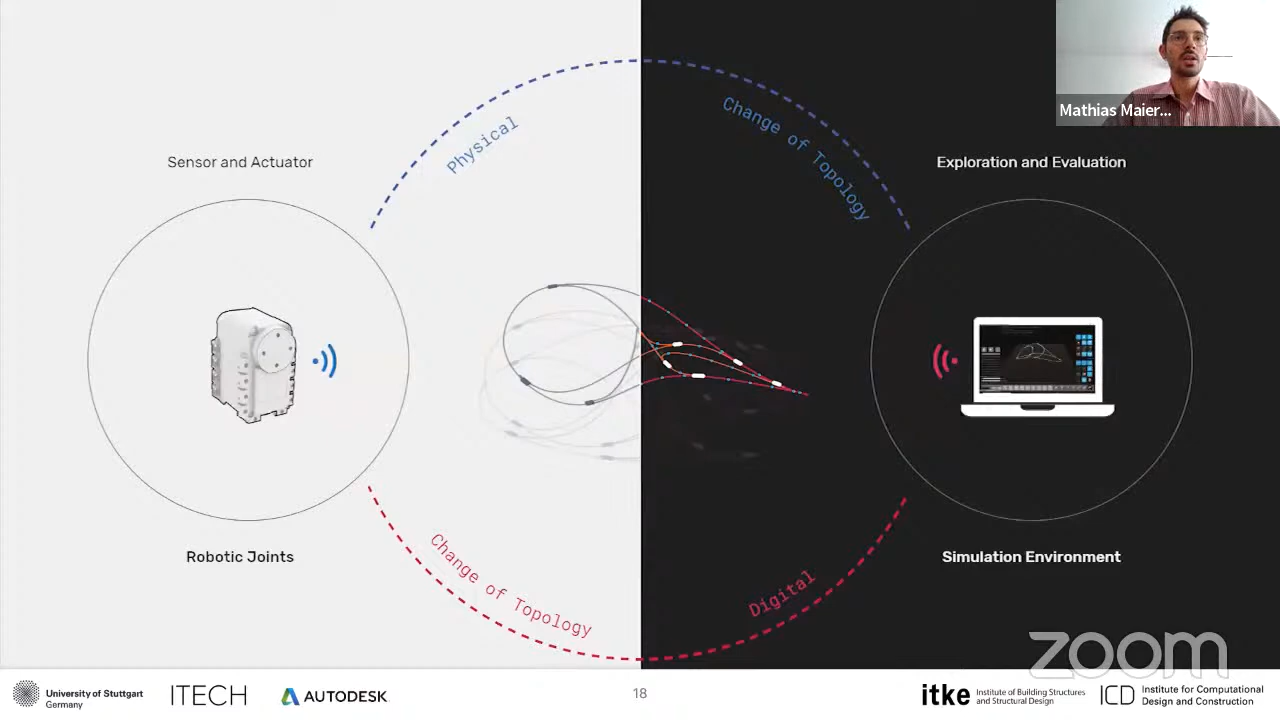 Mathias Maier...
Sensor and Actuator
Exploration and Evaluation
Physical
Change of Topology
Robotic Joints
Simulation Environment
Change of Topology
Digital
zoom
University of Stuttgart
Germany
ITECH
AUTODESK
18
itke
Institute of Building Structures
and Structural Design
ICD
Institute for Computational
Design and Construction